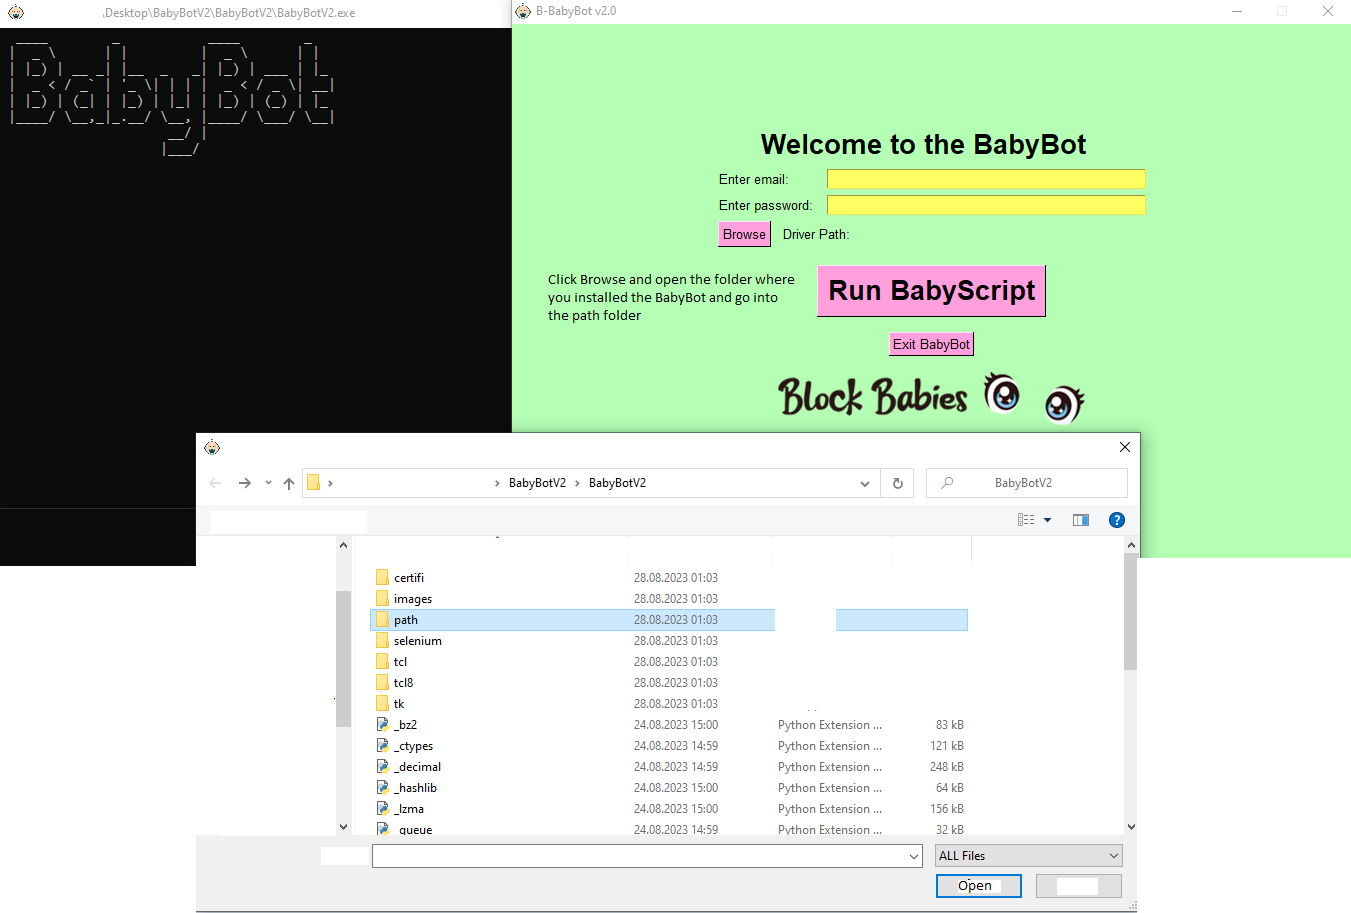 .Desktop\BabyBotV2\BabyBotV2\BabyBotV2.exe
BabyBot
B-BabyBot v2.0
Welcome to the BabyBot
Enter email:
Enter password:
Browse
Driver Path:
Click Browse and open the folder where
you installed the BabyBot and go into
the path folder
Run BabyScript
Exit BabyBot
Block Babies
BabyBotV2 > BabyBotV2
BabyBotV2
certifi 28.08.2023 01:03
images 28.08.2023 01:03
path 28.08.2023 01:03
selenium 28.08.2023 01:03
tcl 28.08.2023 01:03
tcl8 28.08.2023 01:03
tk 28.08.2023 01:03
_bz2 24.08.2023 15:00 Python Extension ... 83 kB
_ctypes 24.08.2023 14:59 Python Extension ... 121 kB
_decimal 24.08.2023 14:59 Python Extension ... 248 kB
_hashlib 24.08.2023 15:00 Python Extension ... 64 kB
_lzma 24.08.2023 15:00 Python Extension ... 156 kB
_queue 24.08.2023 14:59 Python Extension ... 32 kB
ALL Files
Open